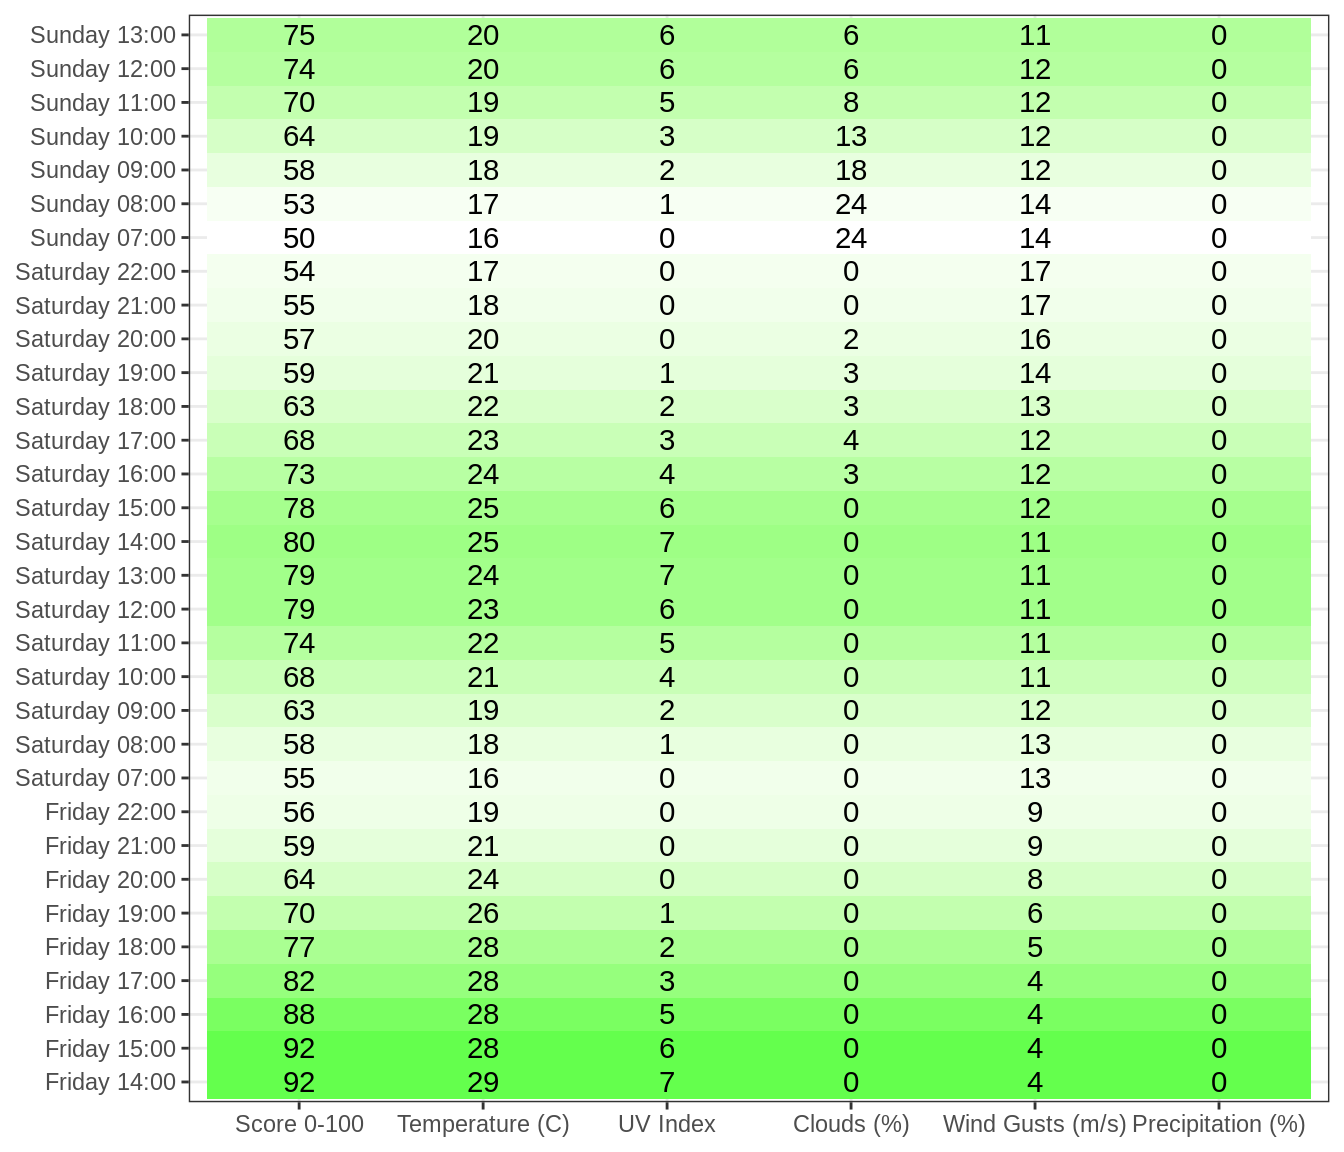 Sunday 13:00 75 20 6 6 11 0
Sunday 12:00 74 20 6 6 12 0
Sunday 11:00 70 19 5 8 12 0
Sunday 10:00 64 19 3 13 12 0
Sunday 09:00 58 18 2 18 12 0
Sunday 08:00 53 17 1 24 14 0
Sunday 07:00 50 16 0 24 14 0
Saturday 22:00 54 17 0 0 17 0
Saturday 21:00 55 18 0 0 17 0
Saturday 20:00 57 20 0 2 16 0
Saturday 19:00 59 21 1 3 14 0
Saturday 18:00 63 22 2 3 13 0
Saturday 17:00 68 23 3 4 12 0
Saturday 16:00 73 24 4 3 12 0
Saturday 15:00 78 25 6 0 12 0
Saturday 14:00 80 25 7 0 11 0
Saturday 13:00 79 24 7 0 11 0
Saturday 12:00 79 23 6 0 11 0
Saturday 11:00 74 22 5 0 11 0
Saturday 10:00 68 21 4 0 11 0
Saturday 09:00 63 19 2 0 12 0
Saturday 08:00 58 18 1 0 13 0
Saturday 07:00 55 16 0 0 13 0
Friday 22:00 56 19 0 0 9 0
Friday 21:00 59 21 0 0 9 0
Friday 20:00 64 24 0 0 8 0
Friday 19:00 70 26 1 0 6 0
Friday 18:00 77 28 2 0 5 0
Friday 17:00 82 28 3 0 4 0
Friday 16:00 88 28 5 0 4 0
Friday 15:00 92 28 6 0 4 0
Friday 14:00 92 29 7 0 4 0
Score 0-100 Temperature (C) UV Index Clouds (%) Wind Gusts (m/s) Precipitation (%)